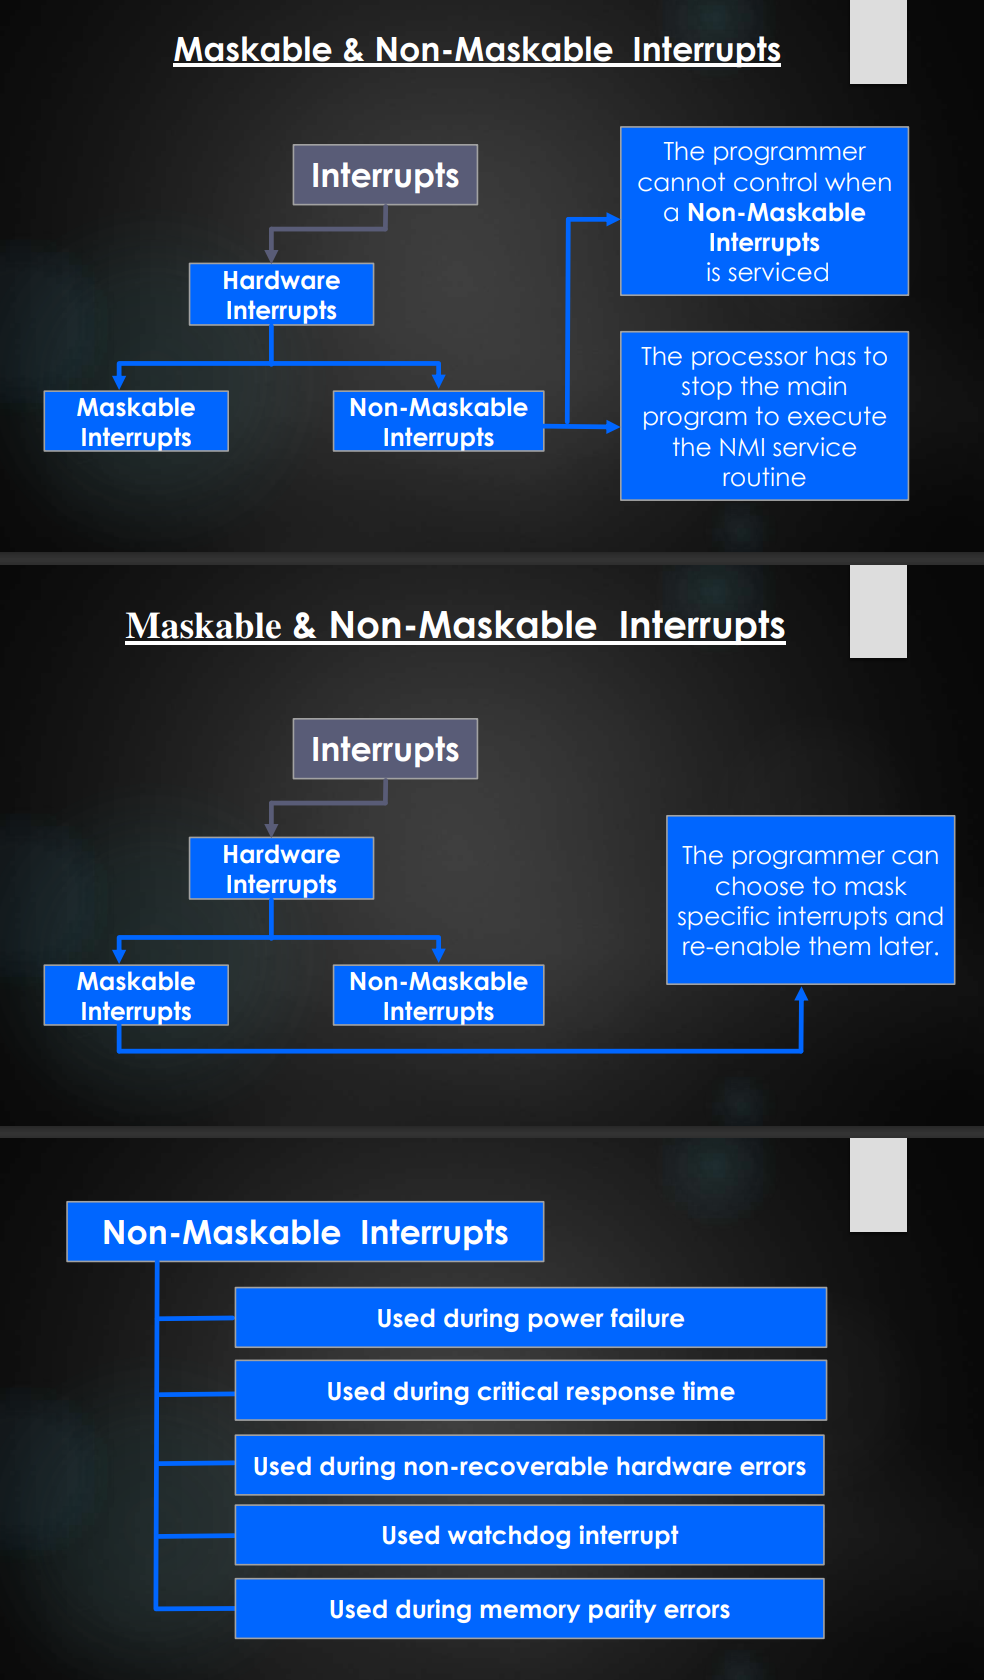 Maskable & Non-Maskable Interrupts
Interrupts
Hardware
Interrupts
Maskable
Interrupts
Non-Maskable
Interrupts
The programmer
cannot control when
a Non-Maskable
Interrupts
is serviced
The processor has to
stop the main
program to execute
the NMI service
routine
Maskable & Non-Maskable Interrupts
Interrupts
Hardware
Interrupts
Maskable
Interrupts
Non-Maskable
Interrupts
The programmer can
choose to mask
specific interrupts and
re-enable them later.
Non-Maskable Interrupts
Used during power failure
Used during critical response time
Used during non-recoverable hardware errors
Used watchdog interrupt
Used during memory parity errors